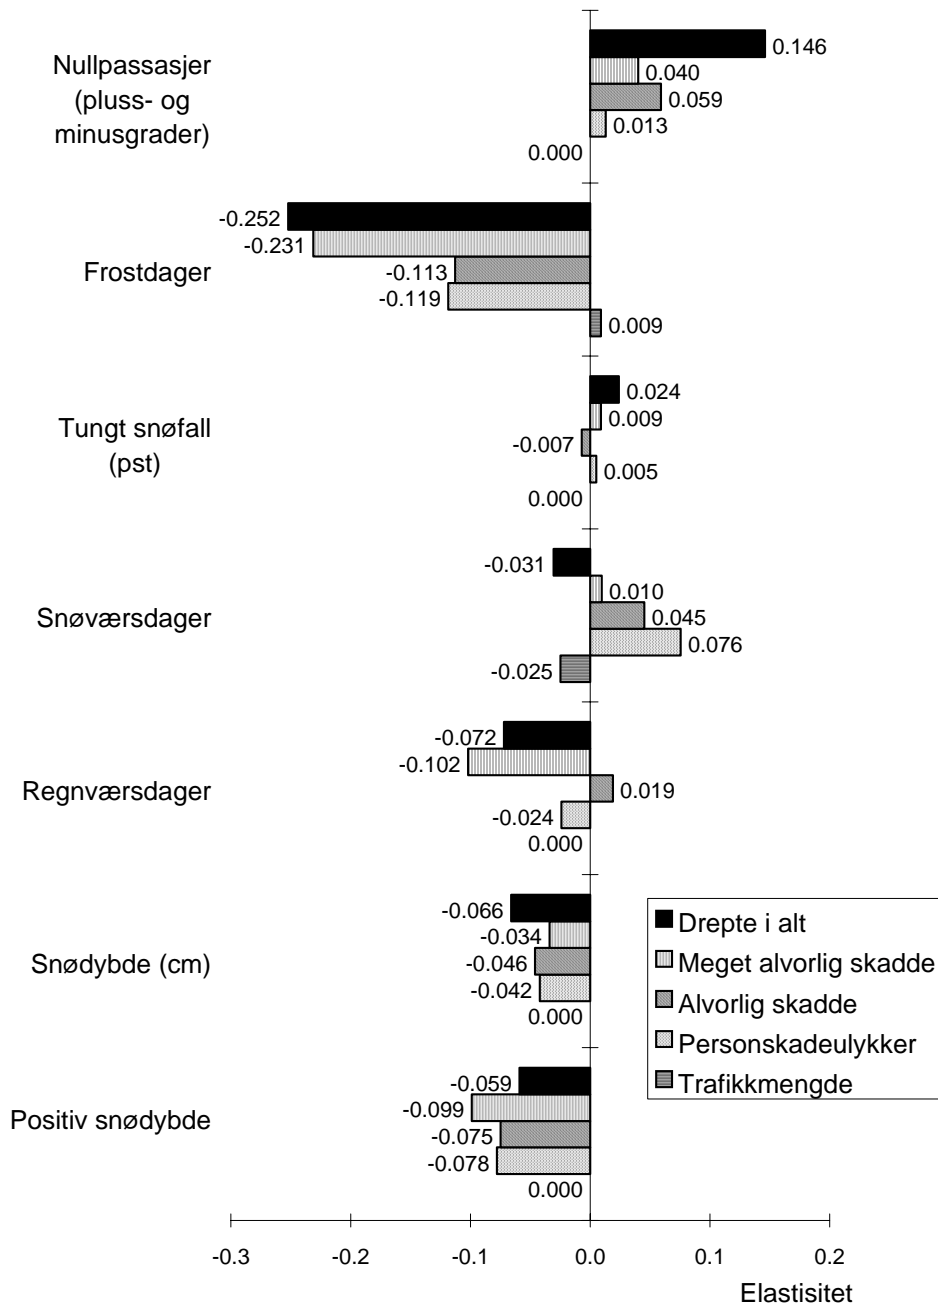 Nullpassasjer
(pluss- og
minusgrader)
0.146
0.040
0.059
0.013
0.000
Frostdager
-0.252
-0.231
-0.113
-0.119
0.009
Tungt snøfall
(pst)
0.024
0.009
-0.007
0.005
0.000
Snøværsdager
-0.031
0.010
0.045
0.076
-0.025
Regnværsdager
-0.072
-0.102
0.019
-0.024
0.000
Snødybde (cm)
-0.066
-0.034
-0.046
-0.042
0.000
Positiv snødybde
-0.059
-0.099
-0.075
-0.078
0.000
Drepte i alt
Meget alvorlig skadde
Alvorlig skadde
Personskadeulykker
Trafikkmengde
-0.3 -0.2 -0.1 0.0 0.1 0.2
Elastisitet